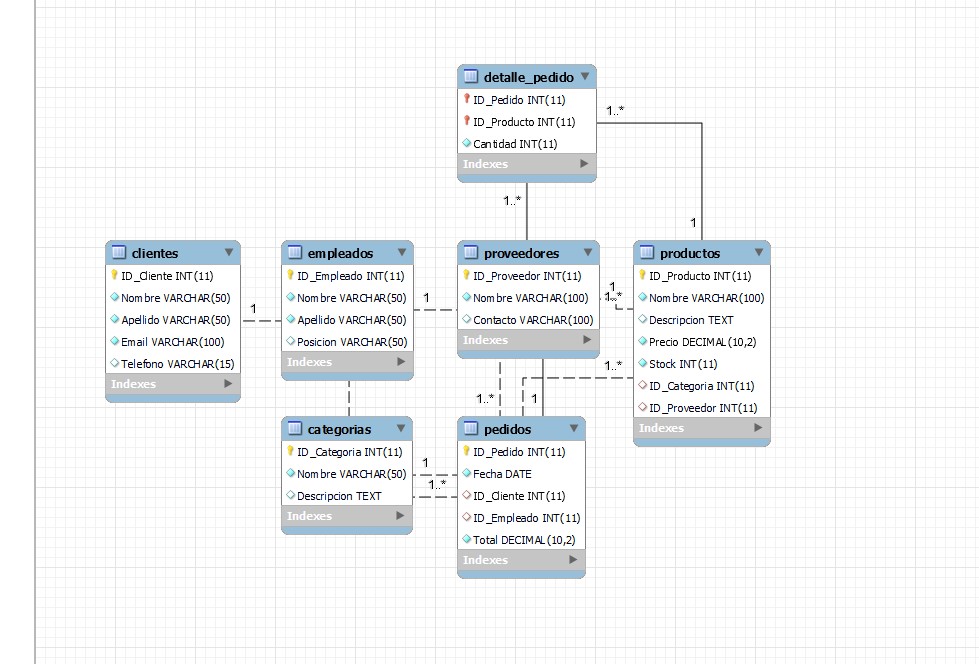 detalle_pedido
ID_Pedido INT(11)
ID_Producto INT(11)
Cantidad INT(11)
Indexes
1..*
1..*
1
clientes
ID_Cliente INT(11)
Nombre VARCHAR(50)
Apellido VARCHAR(50)
Email VARCHAR(100)
Telefono VARCHAR(15)
Indexes
1
empleados
ID_Empleado INT(11)
Nombre VARCHAR(50)
Apellido VARCHAR(50)
Posicion VARCHAR(50)
Indexes
1
proveedores
ID_Proveedor INT(11)
Nombre VARCHAR(100)
Contacto VARCHAR(100)
Indexes
1
1..*
productos
ID_Producto INT(11)
Nombre VARCHAR(100)
Descripcion TEXT
Precio DECIMAL(10,2)
Stock INT(11)
ID_Categoria INT(11)
ID_Proveedor INT(11)
Indexes
1..*
1..*
1
categorias
ID_Categoria INT(11)
Nombre VARCHAR(50)
Descripcion TEXT
Indexes
1
1..*
pedidos
ID_Pedido INT(11)
Fecha DATE
ID_Cliente INT(11)
ID_Empleado INT(11)
Total DECIMAL(10,2)
Indexes